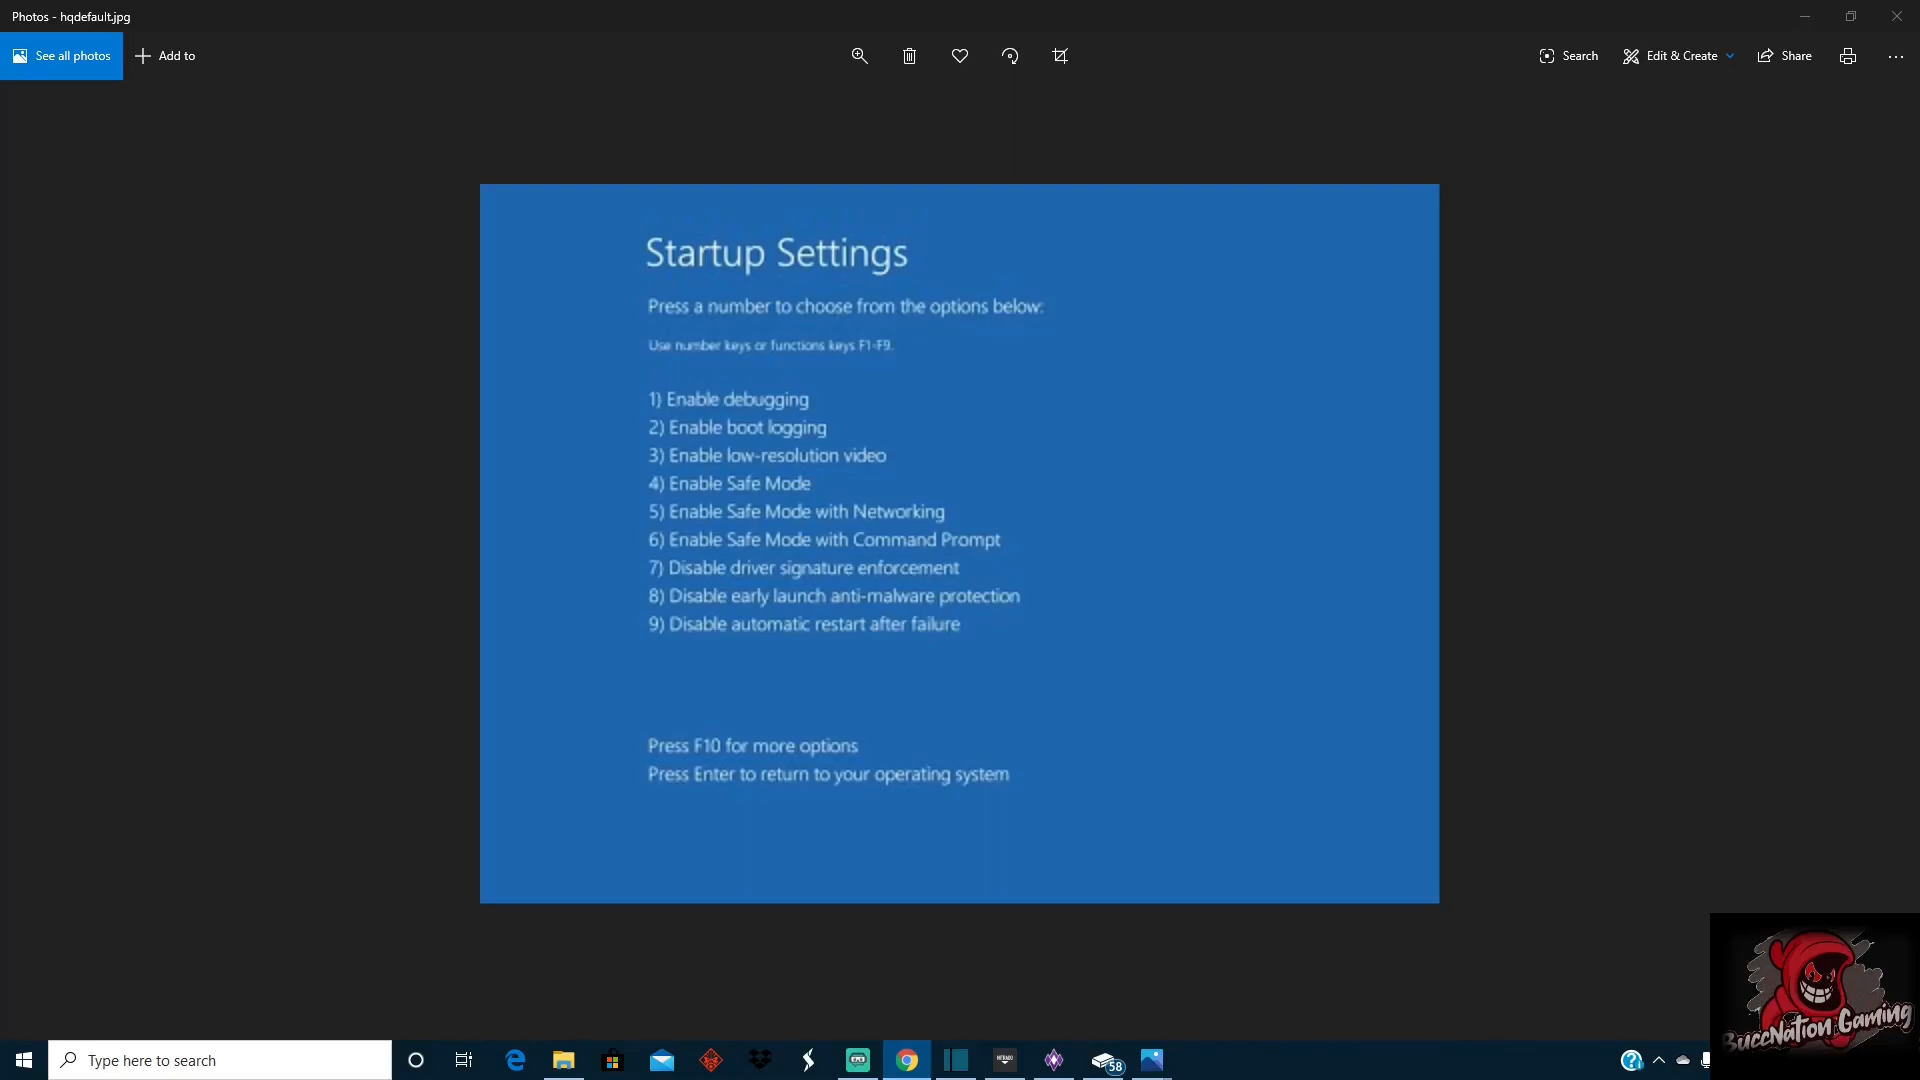 Photos - hqdefault.jpg
See all photos
Add to
Search
Edit & Create
Share
Startup Settings
Press a number to choose from the options below:
Use number keys or functions keys F1-F9.
1) Enable debugging
2) Enable boot logging
3) Enable low-resolution video
4) Enable Safe Mode
5) Enable Safe Mode with Networking
6) Enable Safe Mode with Command Prompt
7) Disable driver signature enforcement
8) Disable early launch anti-malware protection
9) Disable automatic restart after failure
Press F10 for more options
Press Enter to return to your operating system
BuccNation Gaming
Type here to search
NITRADO
58